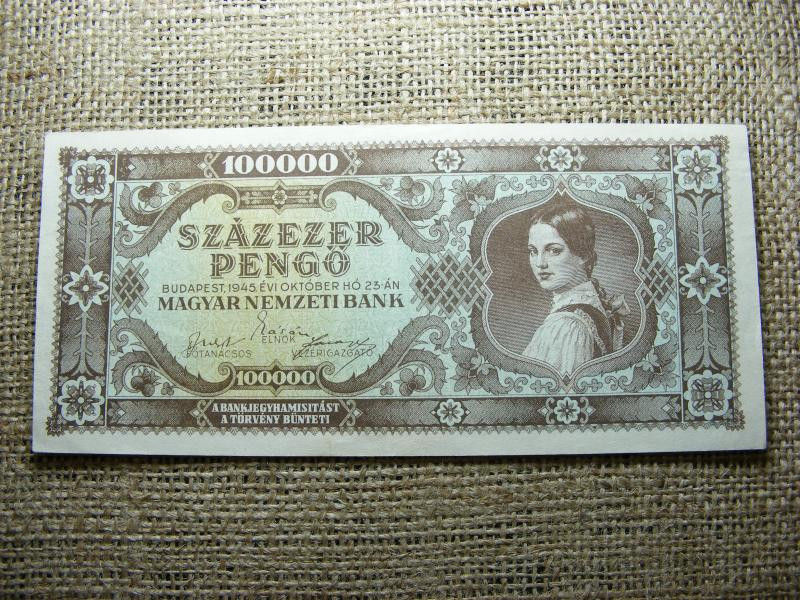 100000
SZÁZEZER
PENGŐ
BUDAPEST, 1945. ÉVI OKTÓBER HÓ 23-ÁN
MAGYAR NEMZETI BANK
ELNÖK
FŐTANÁCSOS VEZÉRIGAZGATÓ
100000
A BANKJEGYHAMISITÁST
A TÖRVÉNY BÜNTETI